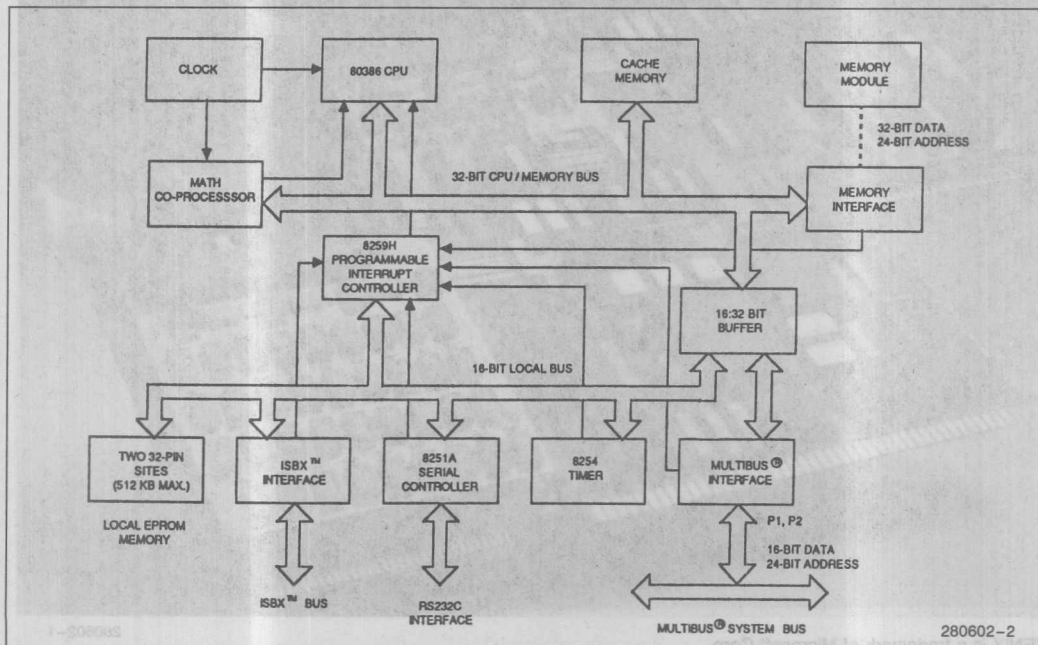 CLOCK
80386 CPU
CACHE
MEMORY
MEMORY
MODULE
32-BIT DATA
24-BIT ADDRESS
MATH
CO-PROCESSSOR
32-BIT CPU / MEMORY BUS
MEMORY
INTERFACE
8259H
PROGRAMMABLE
INTERRUPT
CONTROLLER
16:32 BIT
BUFFER
16-BIT LOCAL BUS
TWO 32-PIN
SITES
(512 KB MAX.)
ISBX™
INTERFACE
8251A
SERIAL
CONTROLLER
8254
TIMER
MULTIBUS®
INTERFACE
LOCAL EPROM
MEMORY
P1, P2
16-BIT DATA
24-BIT ADDRESS
ISBX™ BUS
RS232C
INTERFACE
MULTIBUS® SYSTEM BUS
280602-2
280602-1